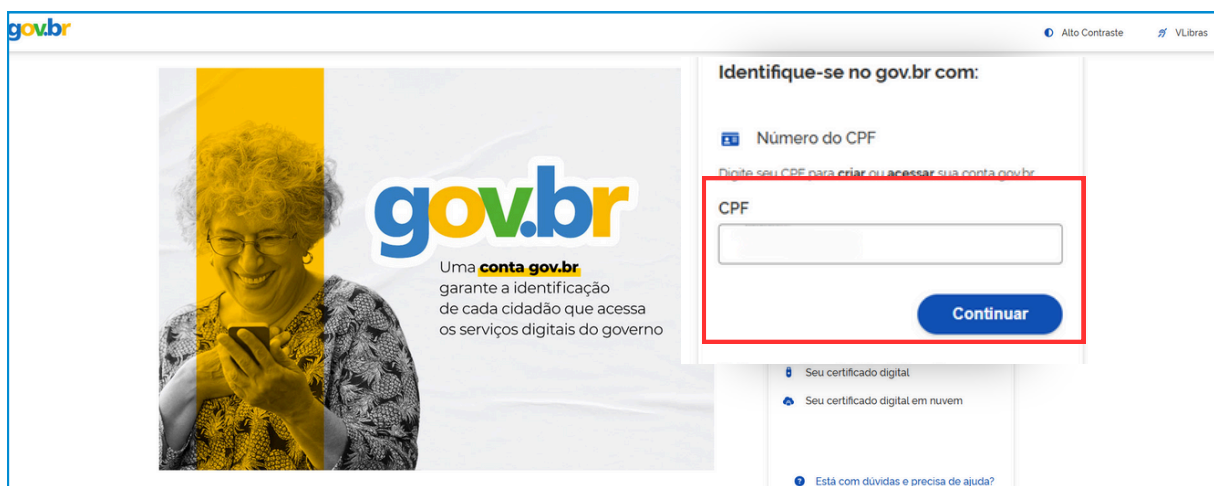 gov.br
Alto Contraste
VLibras
gov.br
Uma conta gov.br
garante a identificação
de cada cidadão que acessa
os serviços digitais do governo
Identifique-se no gov.br com:
Número do CPF
Digite seu CPF para criar ou acessar sua conta gov.br
CPF
Continuar
Seu certificado digital
Seu certificado digital em nuvem
Está com dúvidas e precisa de ajuda?